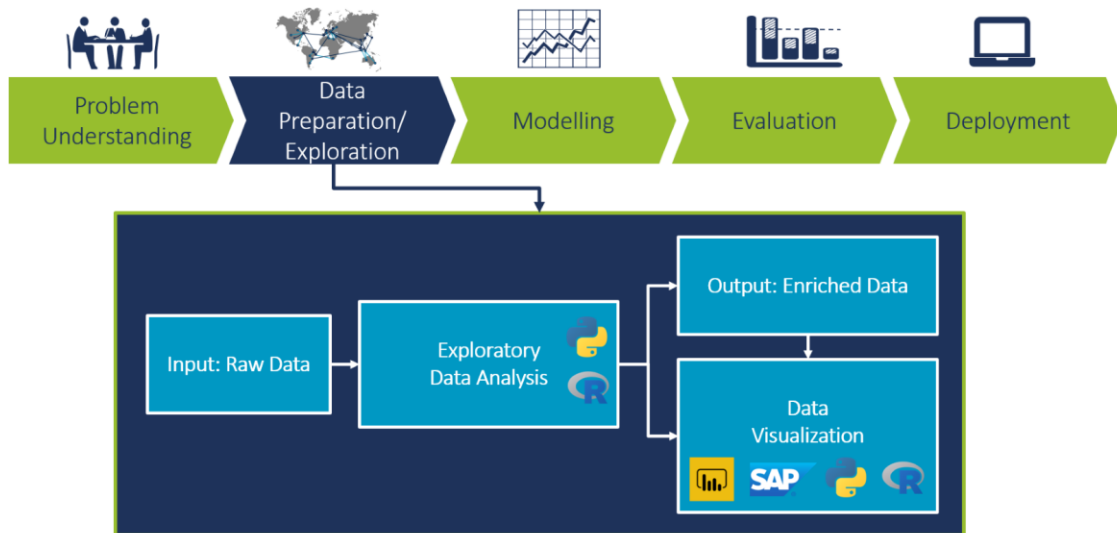 Problem
Understanding
Data
Preparation/
Exploration
Modelling
Evaluation
Deployment
Input: Raw Data
Exploratory
Data Analysis
R
Output: Enriched Data
Data
Visualization
SAP
R